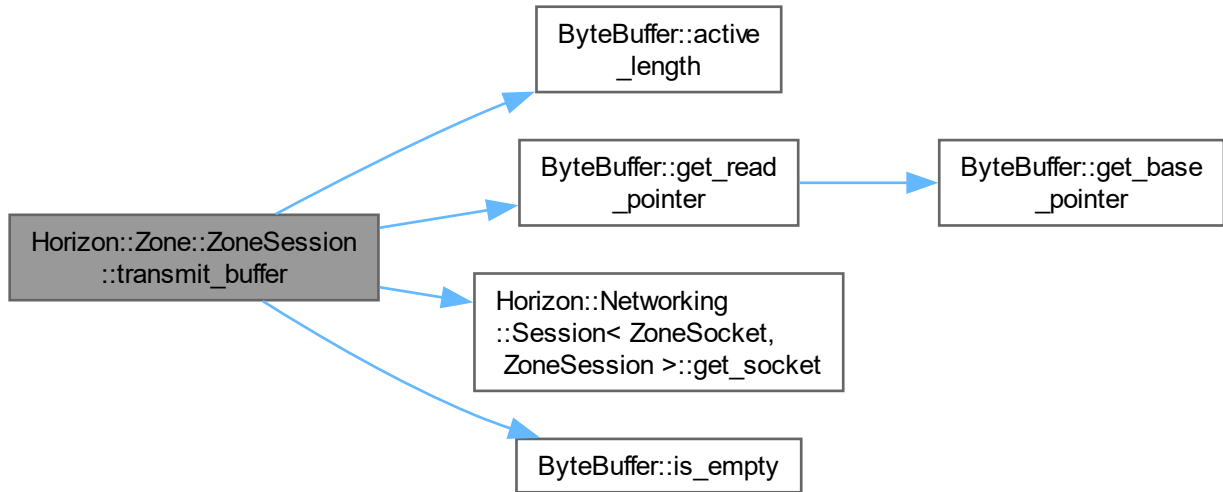 ByteBuffer::active
_length
ByteBuffer::get_read
_pointer
ByteBuffer::get_base
_pointer
Horizon::Zone::ZoneSession
::transmit_buffer
Horizon::Networking
::Session< ZoneSocket,
ZoneSession >::get_socket
ByteBuffer::is_empty